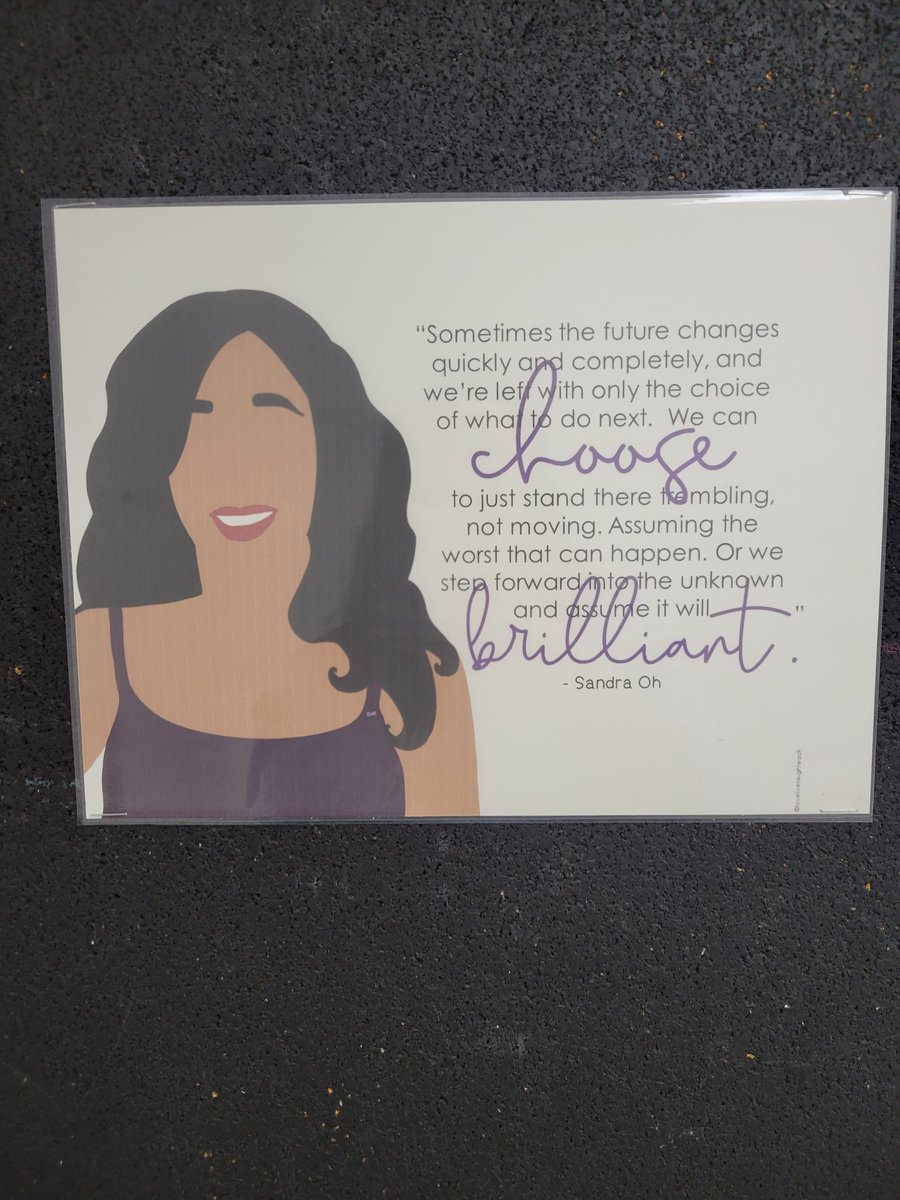 “Sometimes the future changes
quickly and completely, and
we're left with only the choice
of what to do next. We can
choose
to just stand there trembling,
not moving. Assuming the
worst that can happen. Or we
step forward into the unknown
and assume it will ”
brilliant.
- Sandra Oh